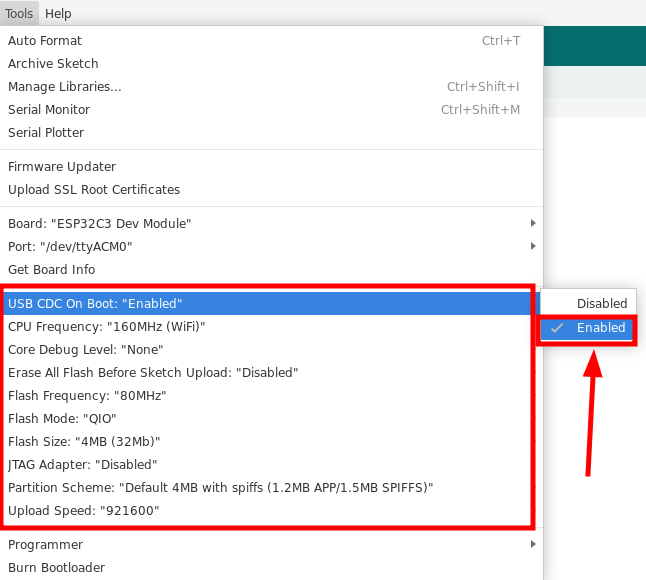 Tools Help
Auto Format Ctrl+T
Archive Sketch
Manage Libraries... Ctrl+Shift+I
Serial Monitor Ctrl+Shift+M
Serial Plotter
Firmware Updater
Upload SSL Root Certificates
Board: "ESP32C3 Dev Module"
Port: "/dev/ttyACM0"
Get Board Info
USB CDC On Boot: "Enabled" Disabled
CPU Frequency: "160MHz (WiFi)" Enabled
Core Debug Level: "None"
Erase All Flash Before Sketch Upload: "Disabled"
Flash Frequency: "80MHz"
Flash Mode: "QIO"
Flash Size: "4MB (32Mb)"
JTAG Adapter: "Disabled"
Partition Scheme: "Default 4MB with spiffs (1.2MB APP/1.5MB SPIFFS)"
Upload Speed: "921600"
Programmer
Burn Bootloader